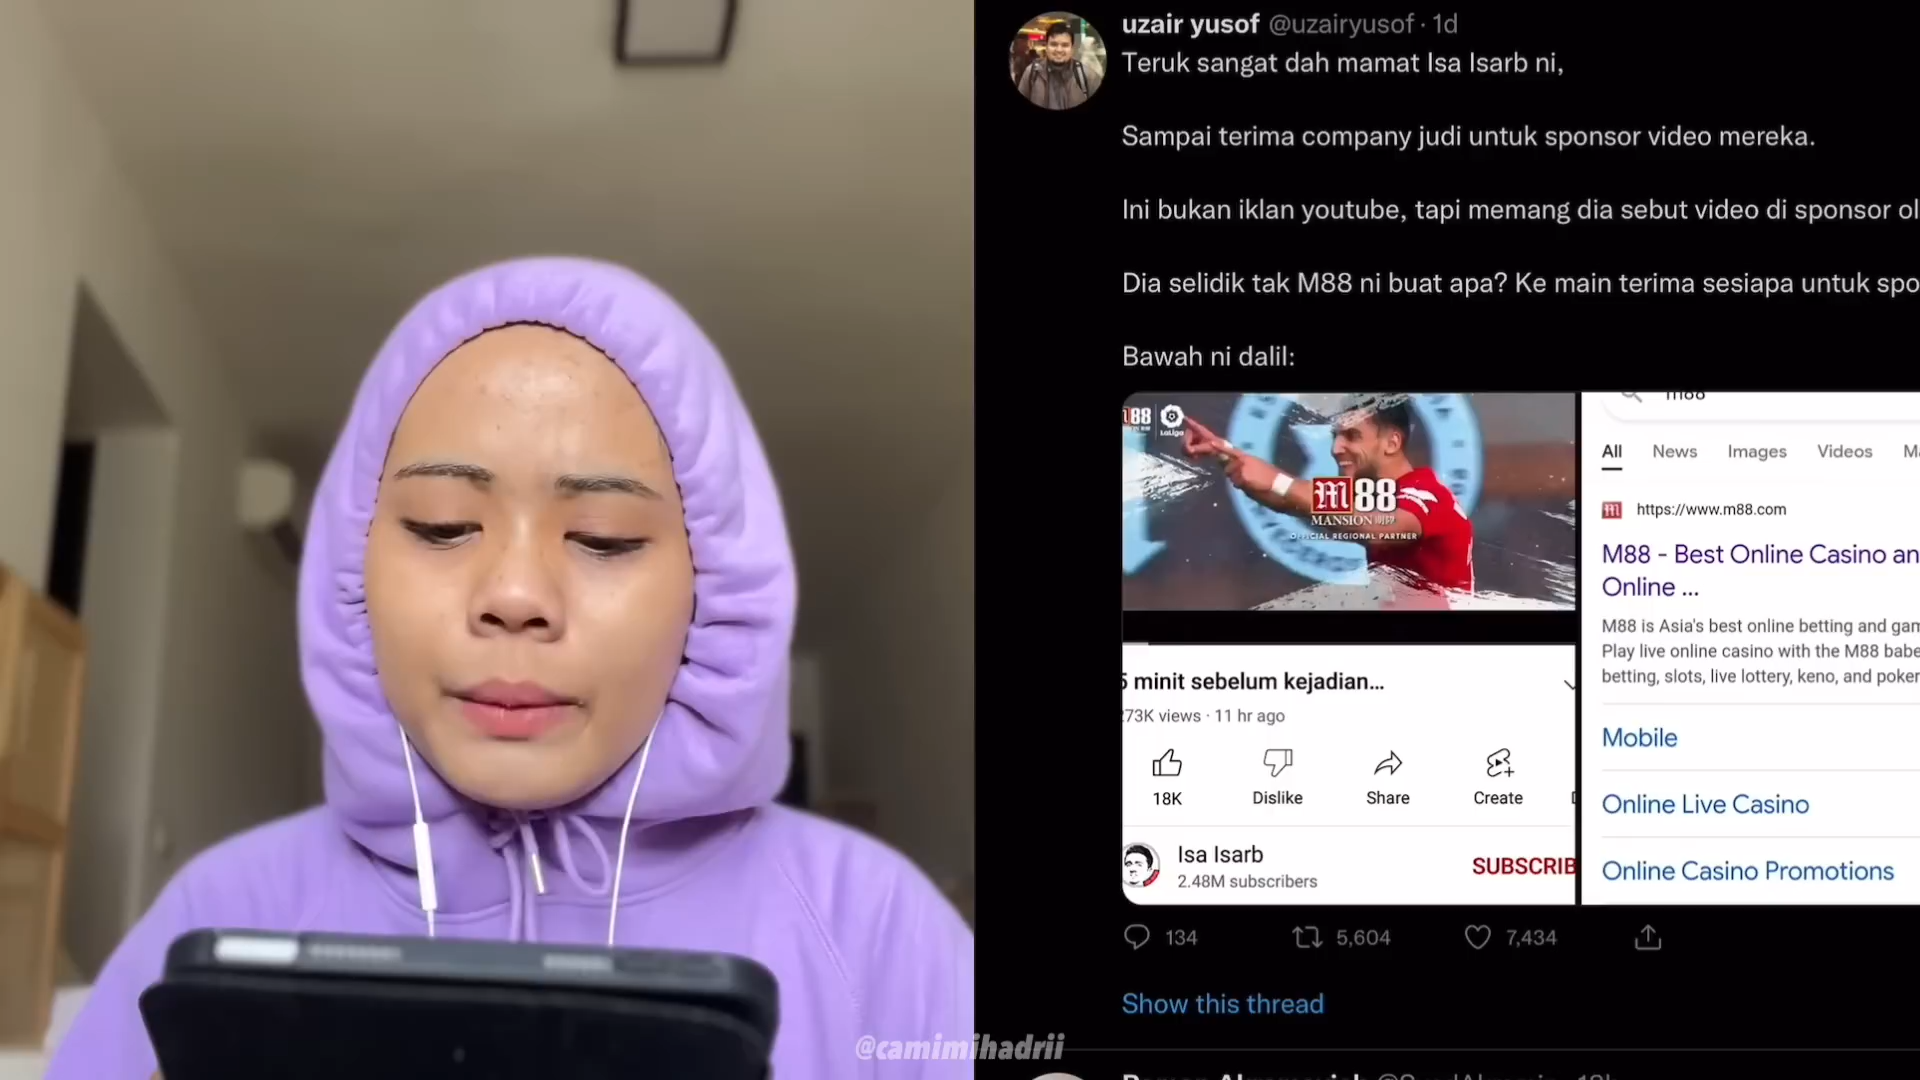 uzair yusof @uzairyusof · 1d
Teruk sangat dah mamat Isa Isarb ni,
Sampai terima company judi untuk sponsor video mereka.
Ini bukan iklan youtube, tapi memang dia sebut video di sponsor ol
Dia selidik tak M88 ni buat apa? Ke main terima sesiapa untuk spo
Bawah ni dalil:
LaLiga
M88
MANSION
OFFICIAL REGIONAL PARTNER
5 minit sebelum kejadian...
273K views · 11 hr ago
18K
Dislike
Share
Create
Isa Isarb
2.48M subscribers
SUBSCRIB
m88
All News Images Videos
https://www.m88.com
M88 - Best Online Casino an
Online ...
M88 is Asia's best online betting and gam
Play live online casino with the M88 babe
betting, slots, live lottery, keno, and poker
Mobile
Online Live Casino
Online Casino Promotions
134 5,604 7,434
Show this thread
@camimihadrii